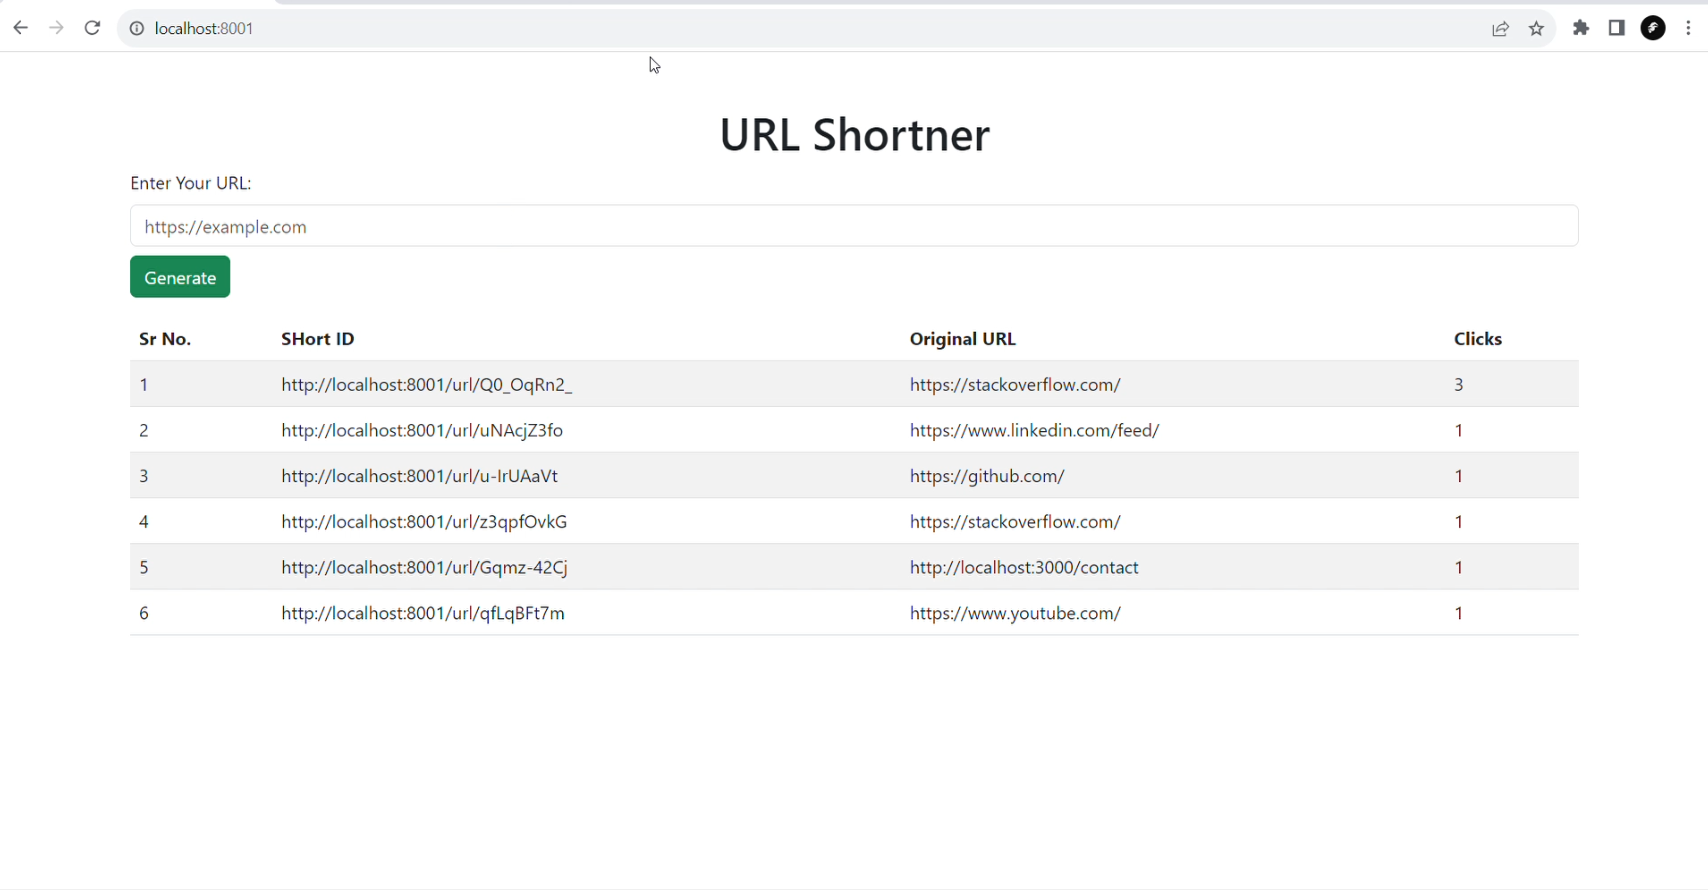 localhost:8001
URL Shortner
Enter Your URL:
https://example.com
Generate
Sr No. SHort ID Original URL Clicks
1 http://localhost:8001/url/Q0_OqRn2_ https://stackoverflow.com/ 3
2 http://localhost:8001/url/uNAcjZ3fo https://www.linkedin.com/feed/ 1
3 http://localhost:8001/url/u-IrUAaVt https://github.com/ 1
4 http://localhost:8001/url/z3qpfOvkG https://stackoverflow.com/ 1
5 http://localhost:8001/url/Gqmz-42Cj http://localhost:3000/contact 1
6 http://localhost:8001/url/qfLqBFt7m https://www.youtube.com/ 1